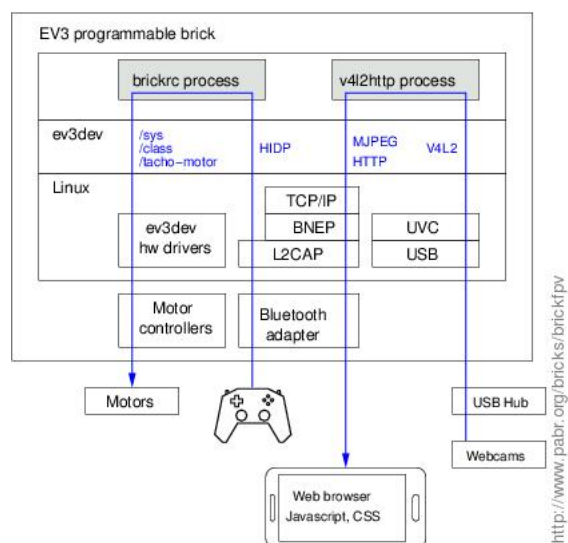 EV3 programmable brick
brickrc process
v4l2http process
ev3dev
/sys
/class
/tacho-motor
HIDP
MJPEG
HTTP
V4L2
Linux
ev3dev
hw drivers
TCP/IP
BNEP
L2CAP
UVC
USB
Motor
controllers
Bluetooth
adapter
Motors
USB Hub
Webcams
Web browser
Javascript, CSS
http://www.pabr.org/bricks/brickfpv